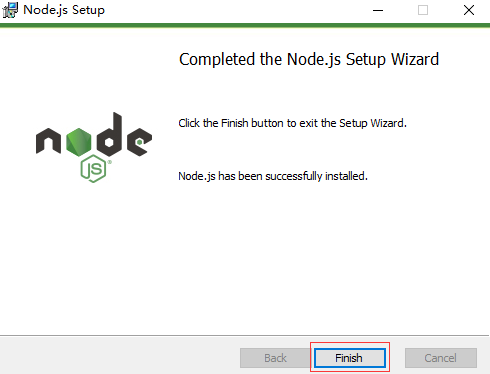 Node.js Setup
Completed the Node.js Setup Wizard
Click the Finish button to exit the Setup Wizard.
node
JS
Node.js has been successfully installed.
Back
Finish
Cancel